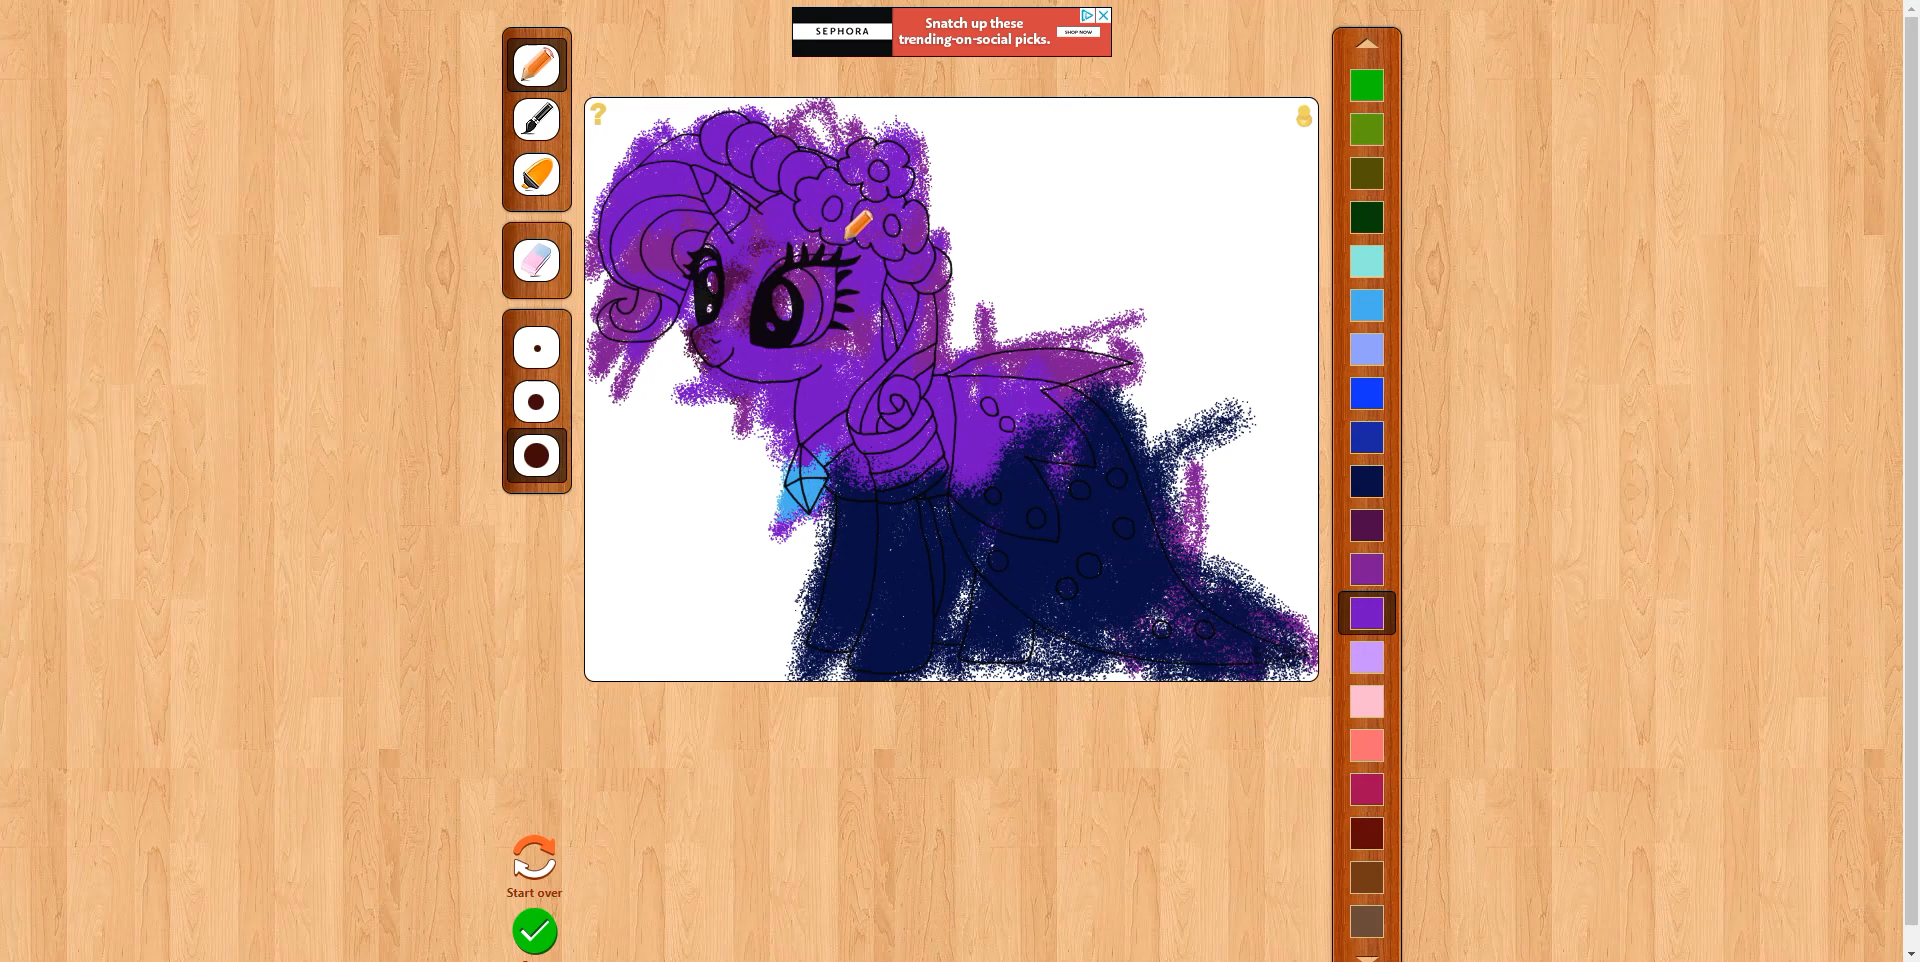 SEPHORA
Snatch up these
trending-on-social picks.
SHOP NOW
?
Start over